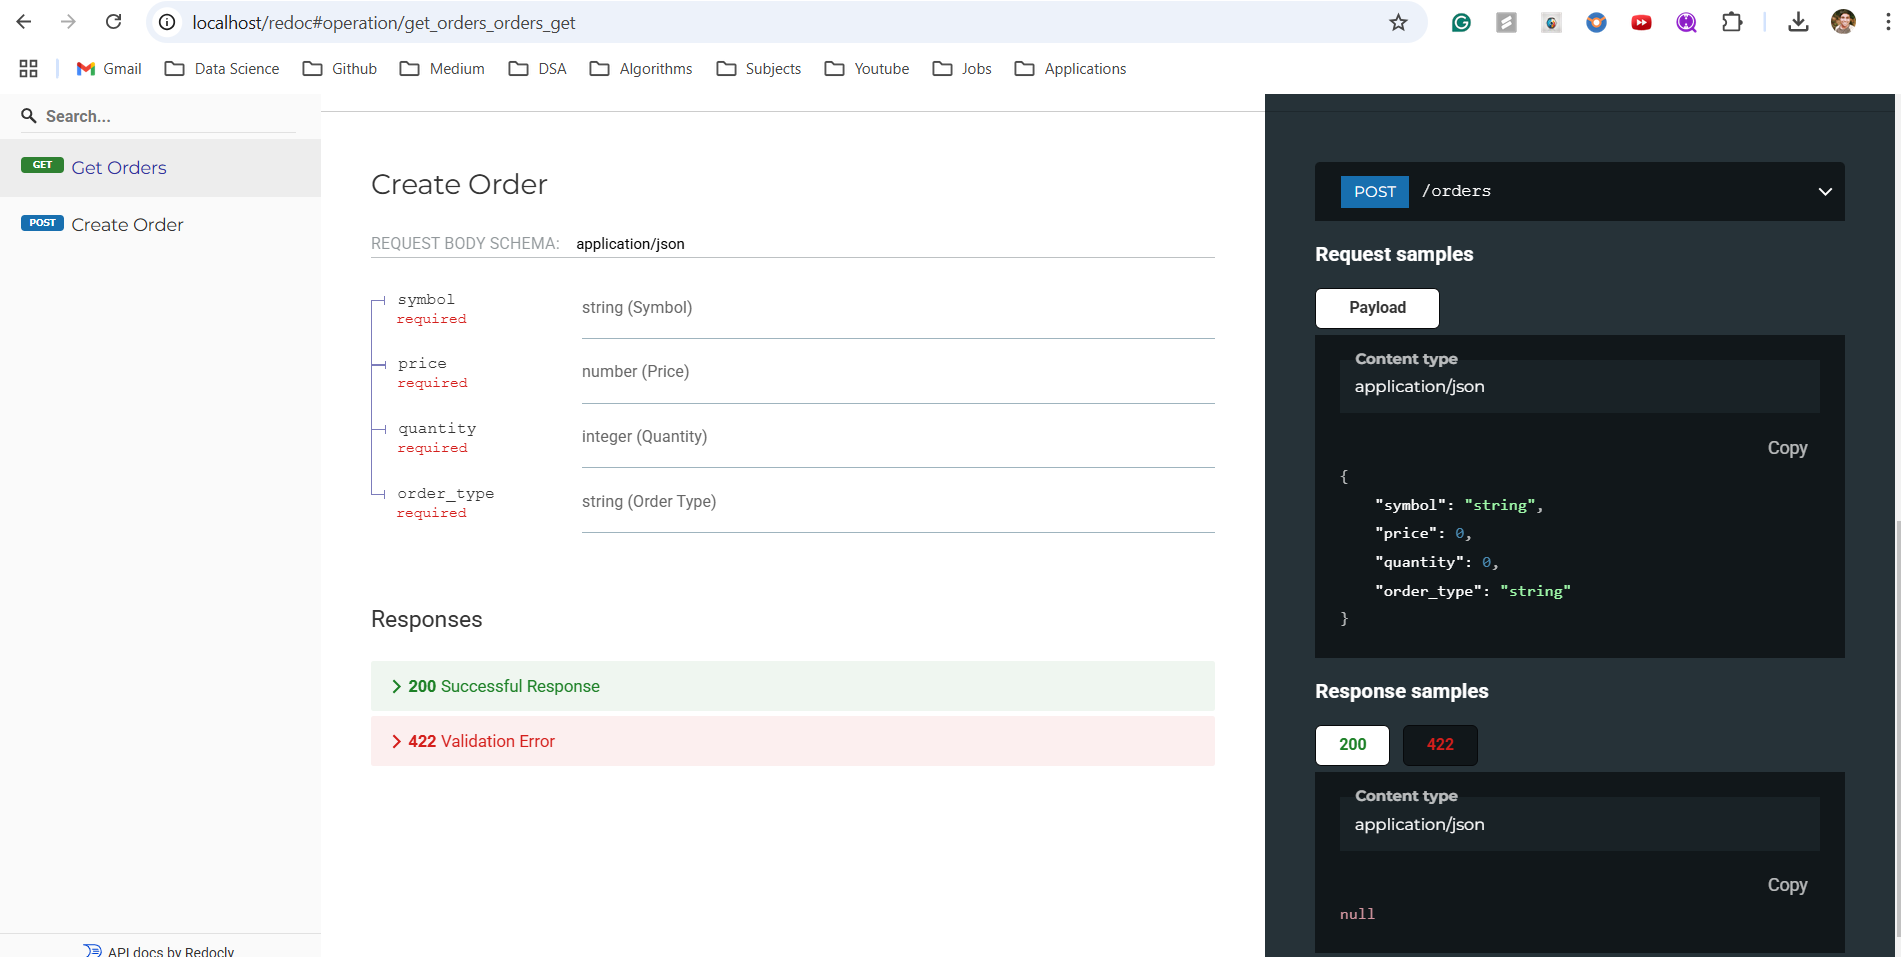 localhost/redoc#operation/get_orders_orders_get
Gmail Data Science Github Medium DSA Algorithms Subjects Youtube Jobs Applications
Search...
GET Get Orders
POST Create Order
API docs by Redocly
Create Order
REQUEST BODY SCHEMA: application/json
symbol
required
string (Symbol)
price
required
number (Price)
quantity
required
integer (Quantity)
order_type
required
string (Order Type)
Responses
200 Successful Response
422 Validation Error
POST /orders
Request samples
Payload
Content type
application/json
Copy
{
"symbol": "string",
"price": 0,
"quantity": 0,
"order_type": "string"
}
Response samples
200 422
Content type
application/json
Copy
null